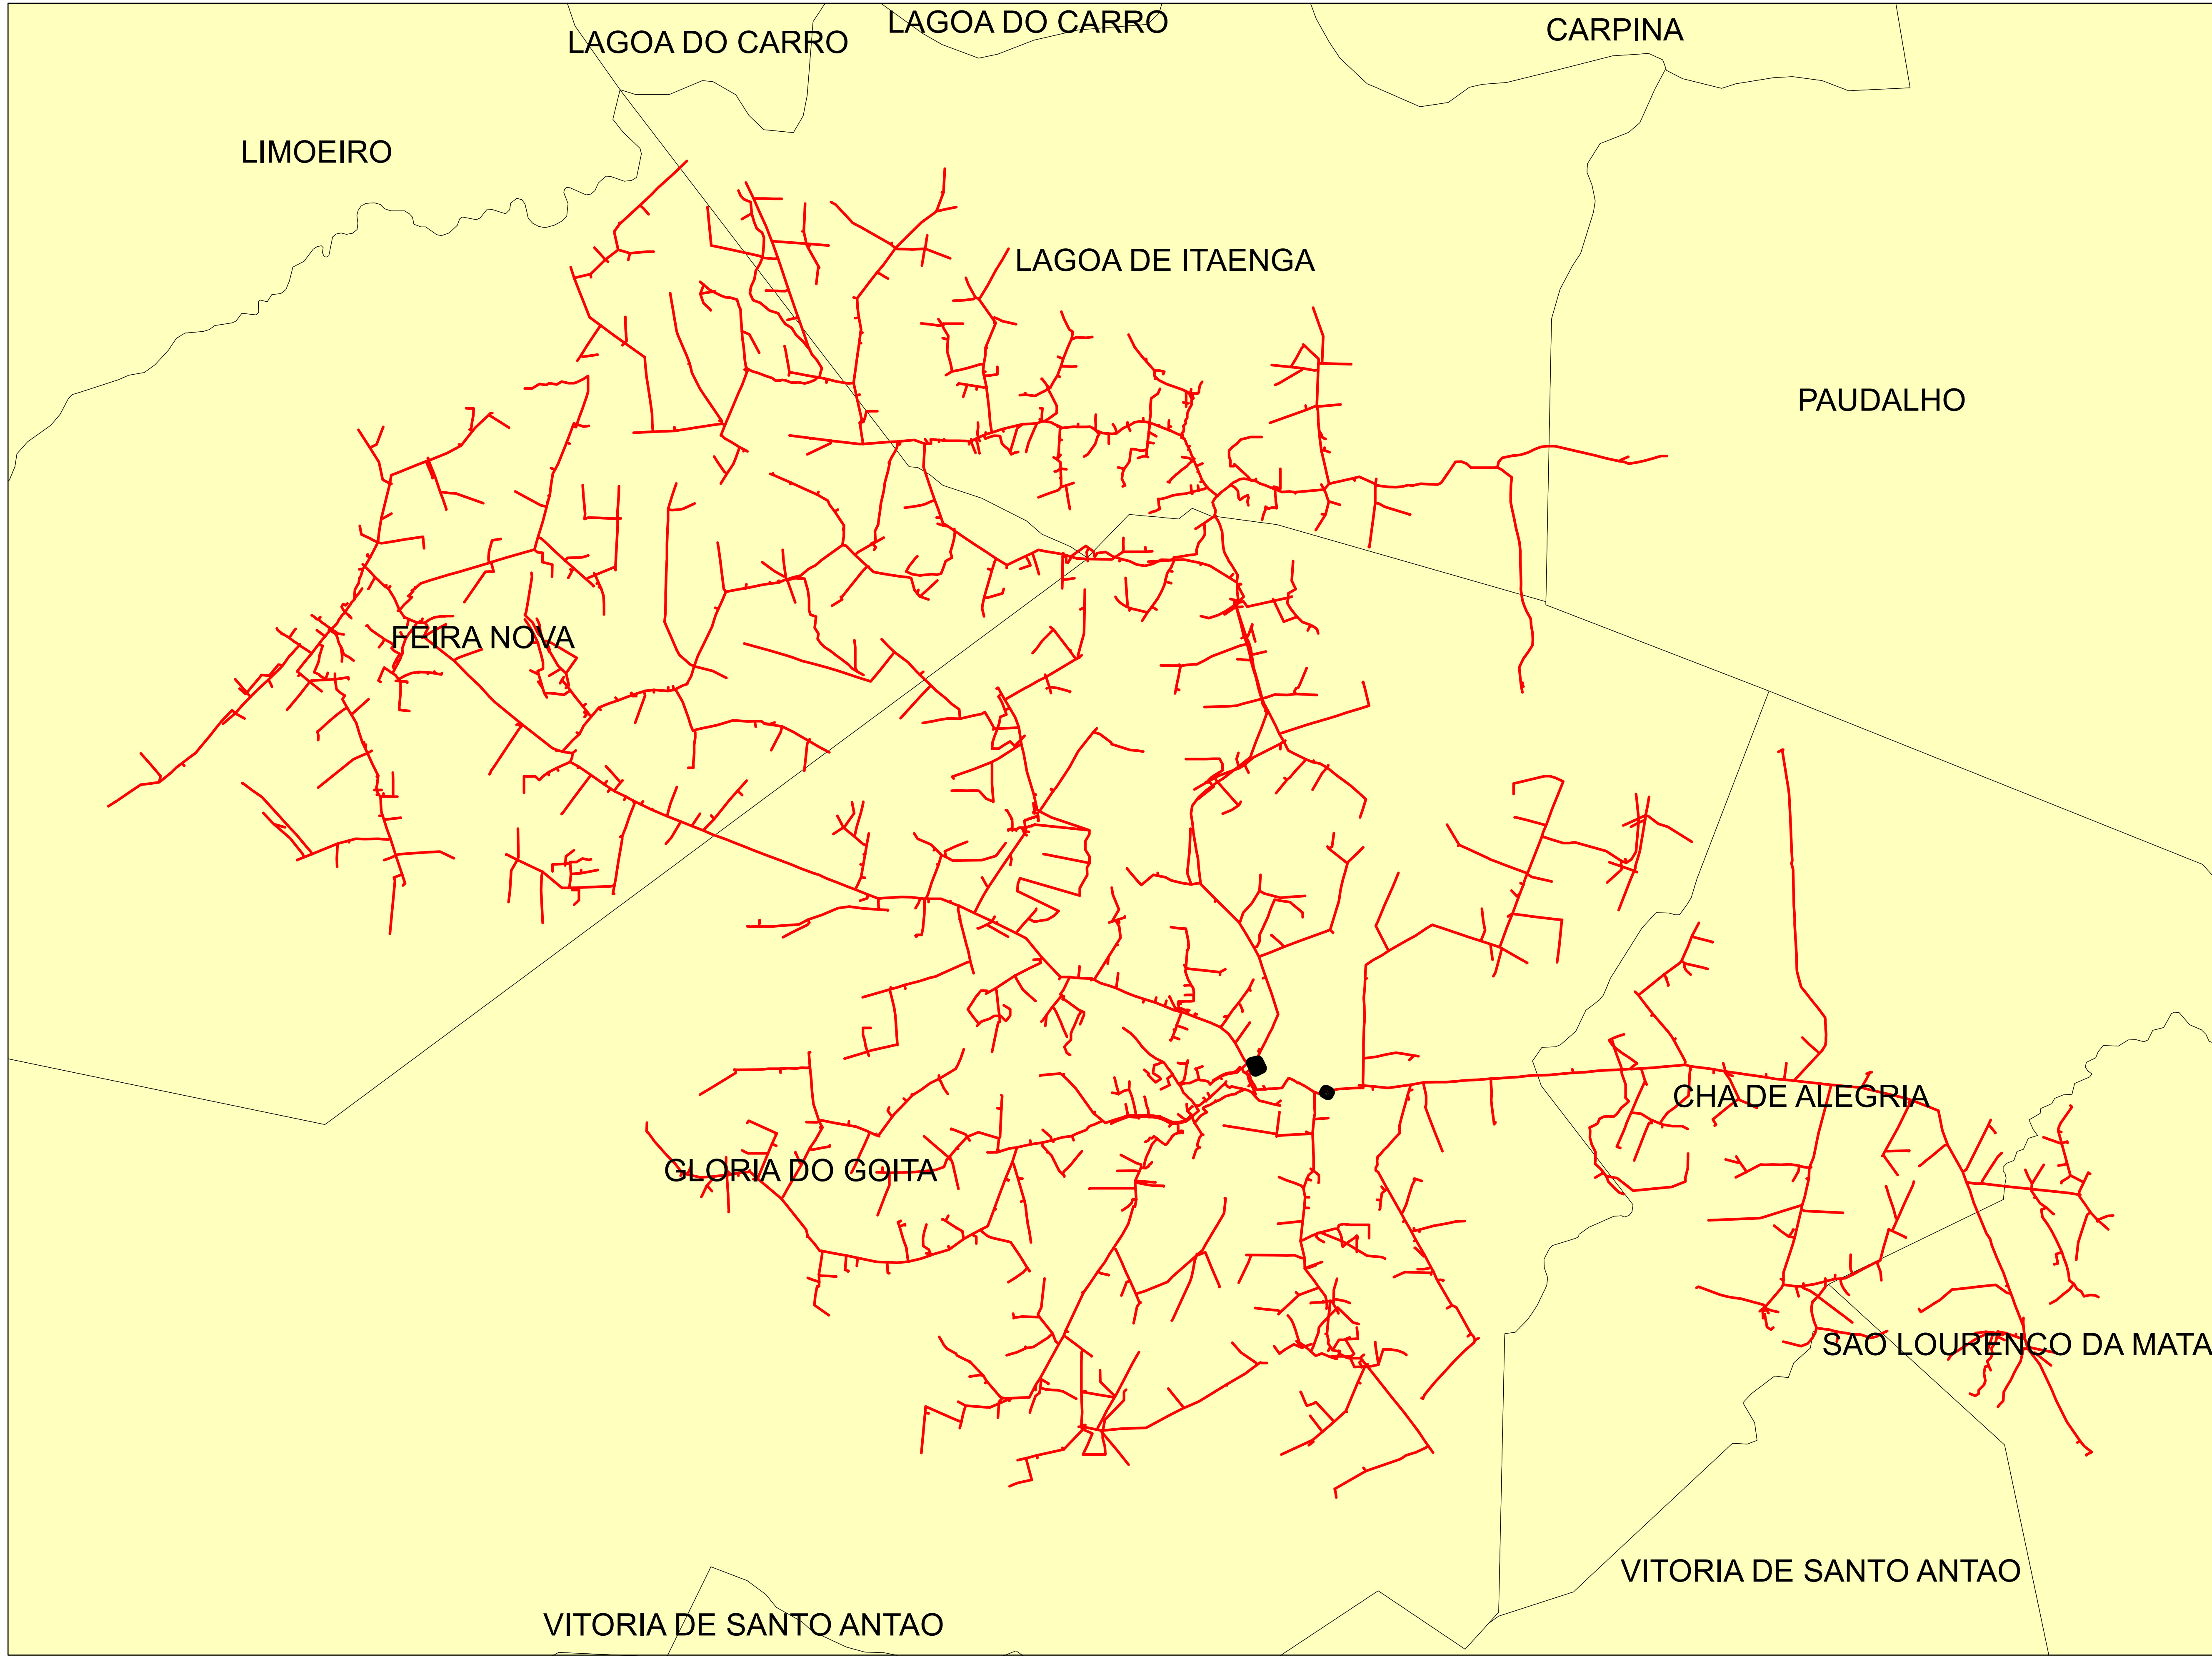 LAGOA DO CARRO
CARPINA
LAGOA DO CARRO
LIMOEIRO
LAGOA DE ITAENGA
PAUDALHO
FEIRA NOVA
CHA DE ALEGRIA
GLORIA DO GOITA
SAO LOURENCO DA MATA
VITORIA DE SANTO ANTAO
VITORIA DE SANTO ANTAO